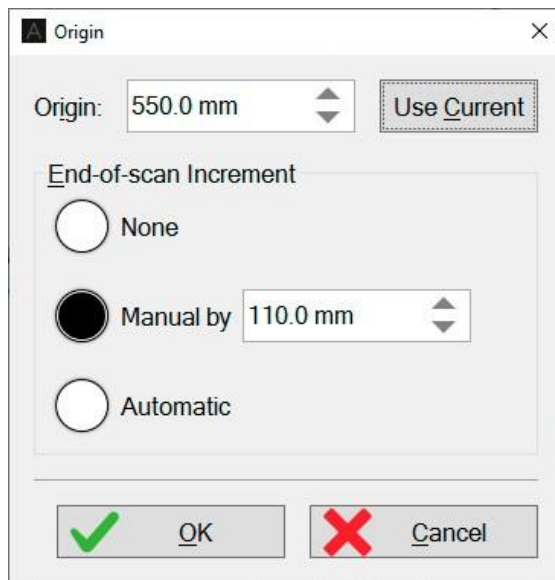 Origin
Origin: 550.0 mm Use Current
End-of-scan Increment
None
Manual by 110.0 mm
Automatic
OK Cancel